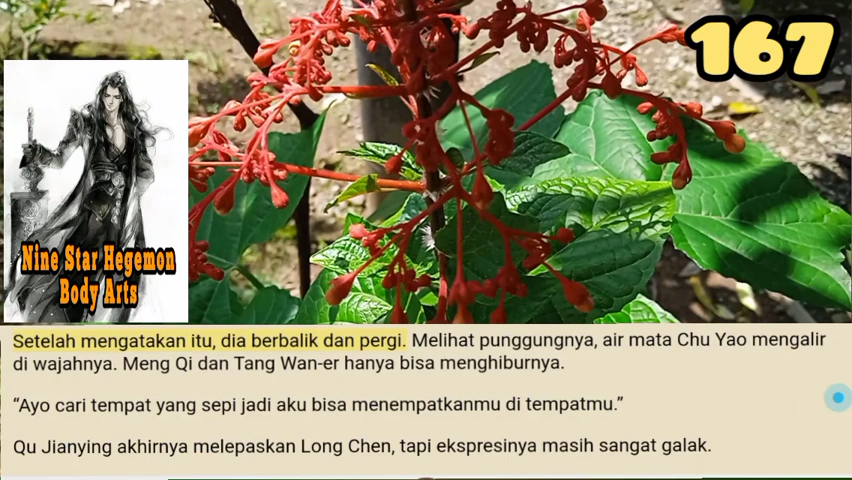 167
Nine Star Hegemon
Body Arts
Setelah mengatakan itu, dia berbalik dan pergi. Melihat punggungnya, air mata Chu Yao mengalir
di wajahnya. Meng Qi dan Tang Wan-er hanya bisa menghiburnya.
“Ayo cari tempat yang sepi jadi aku bisa menempatkanmu di tempatmu.”
Qu Jianying akhirnya melepaskan Long Chen, tapi ekspresinya masih sangat galak.